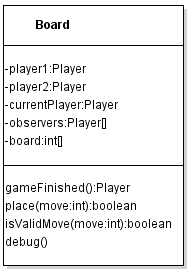 Board
-player1:Player
-player2:Player
-currentPlayer:Player
-observers:Player[]
-board:int[]
gameFinished():Player
place(move:int):boolean
isValidMove(move:int):boolean
debug()